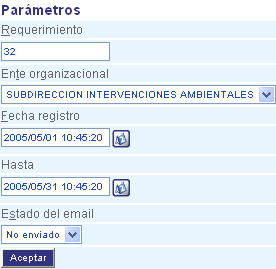 Parámetros
Requerimiento
32
Ente organizacional
SUBDIRECCION INTERVENCIONES AMBIENTALES
Fecha registro
2005/05/01 10:45:20
Hasta
2005/05/31 10:45:20
Estado del email
No enviado
Aceptar